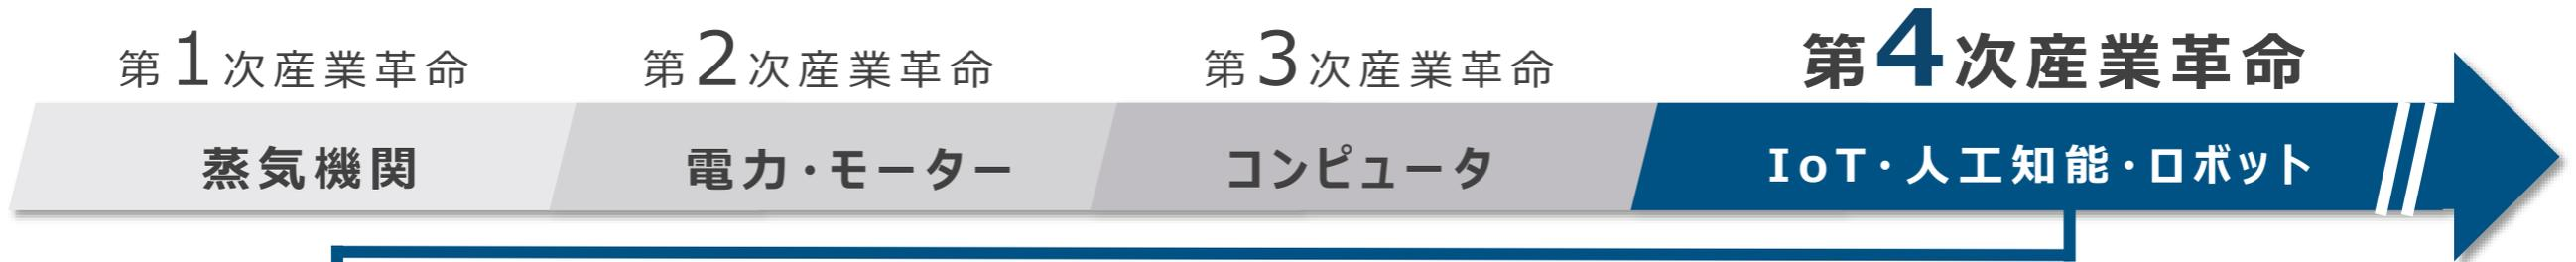 第1次産業革命
第2次産業革命
第3次産業革命
第4次産業革命
蒸気機関
電力・モーター
コンピュータ
IoT・人工知能・ロボット